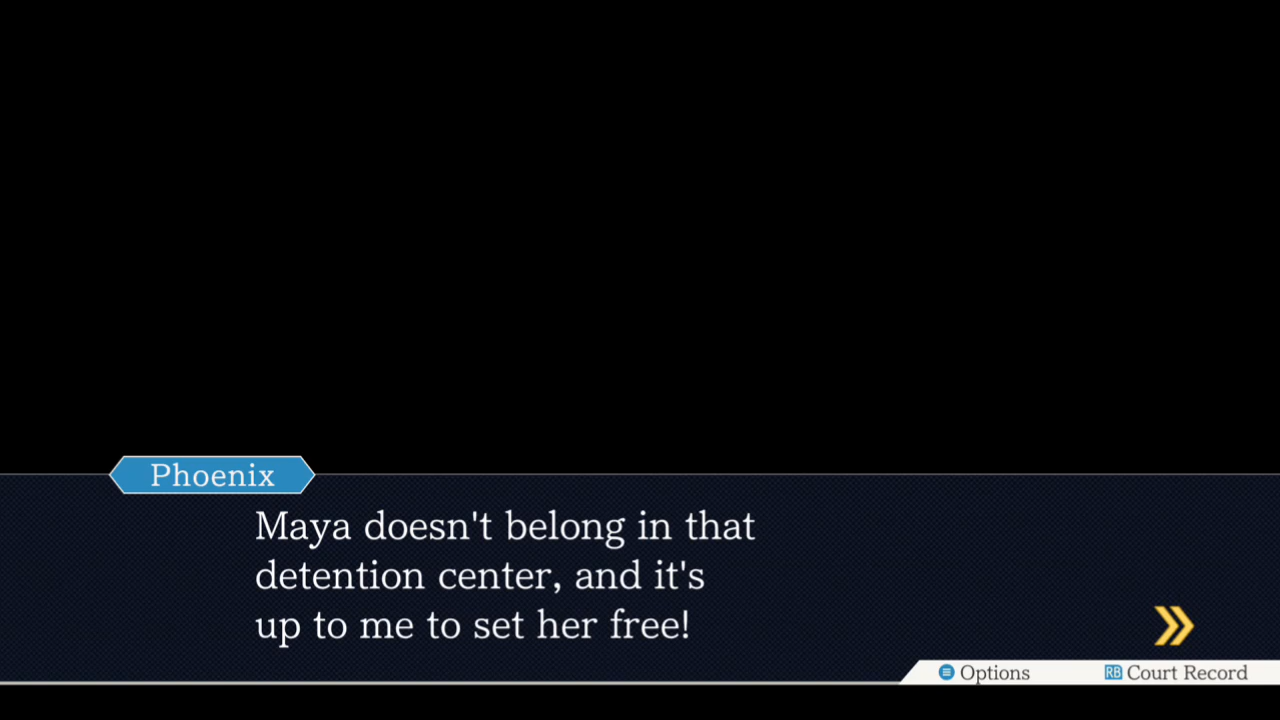 Phoenix
Maya doesn't belong in that
detention center, and it's
up to me to set her free!
Options
RB Court Record